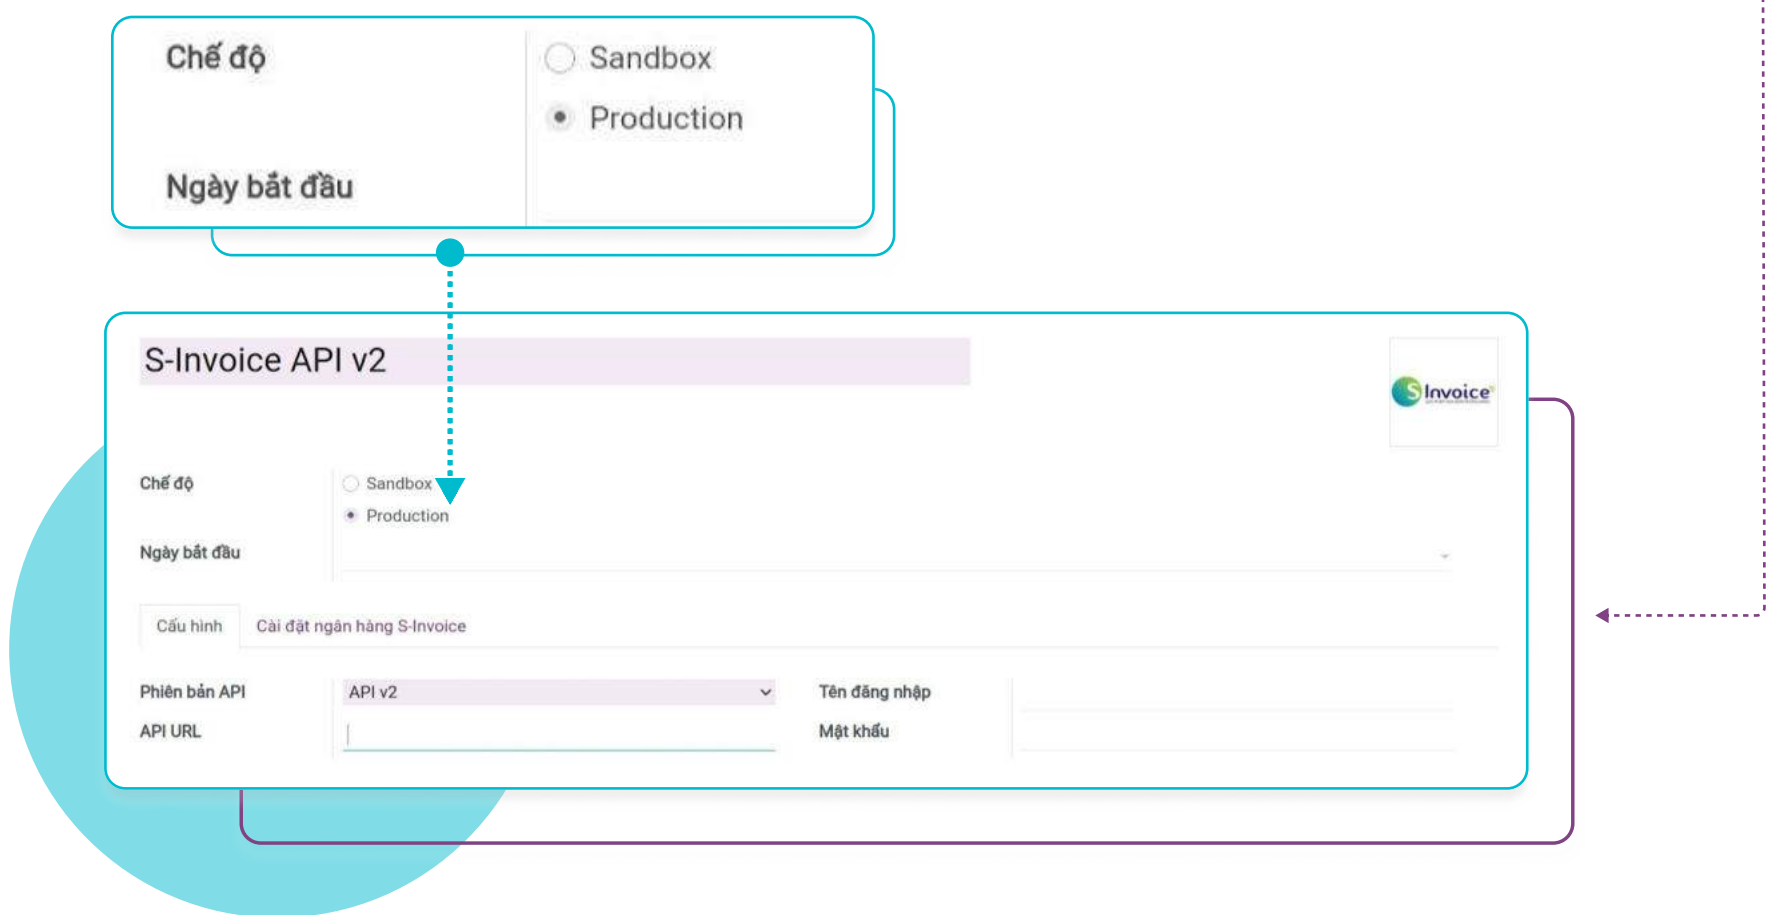 Chế độ
Sandbox
Production
Ngày bắt đầu
S-Invoice API v2
S Invoice
Chế độ
Sandbox
Production
Ngày bắt đầu
Cấu hình Cài đặt ngân hàng S-Invoice
Phiên bản API API v2 Tên đăng nhập
API URL Mật khẩu